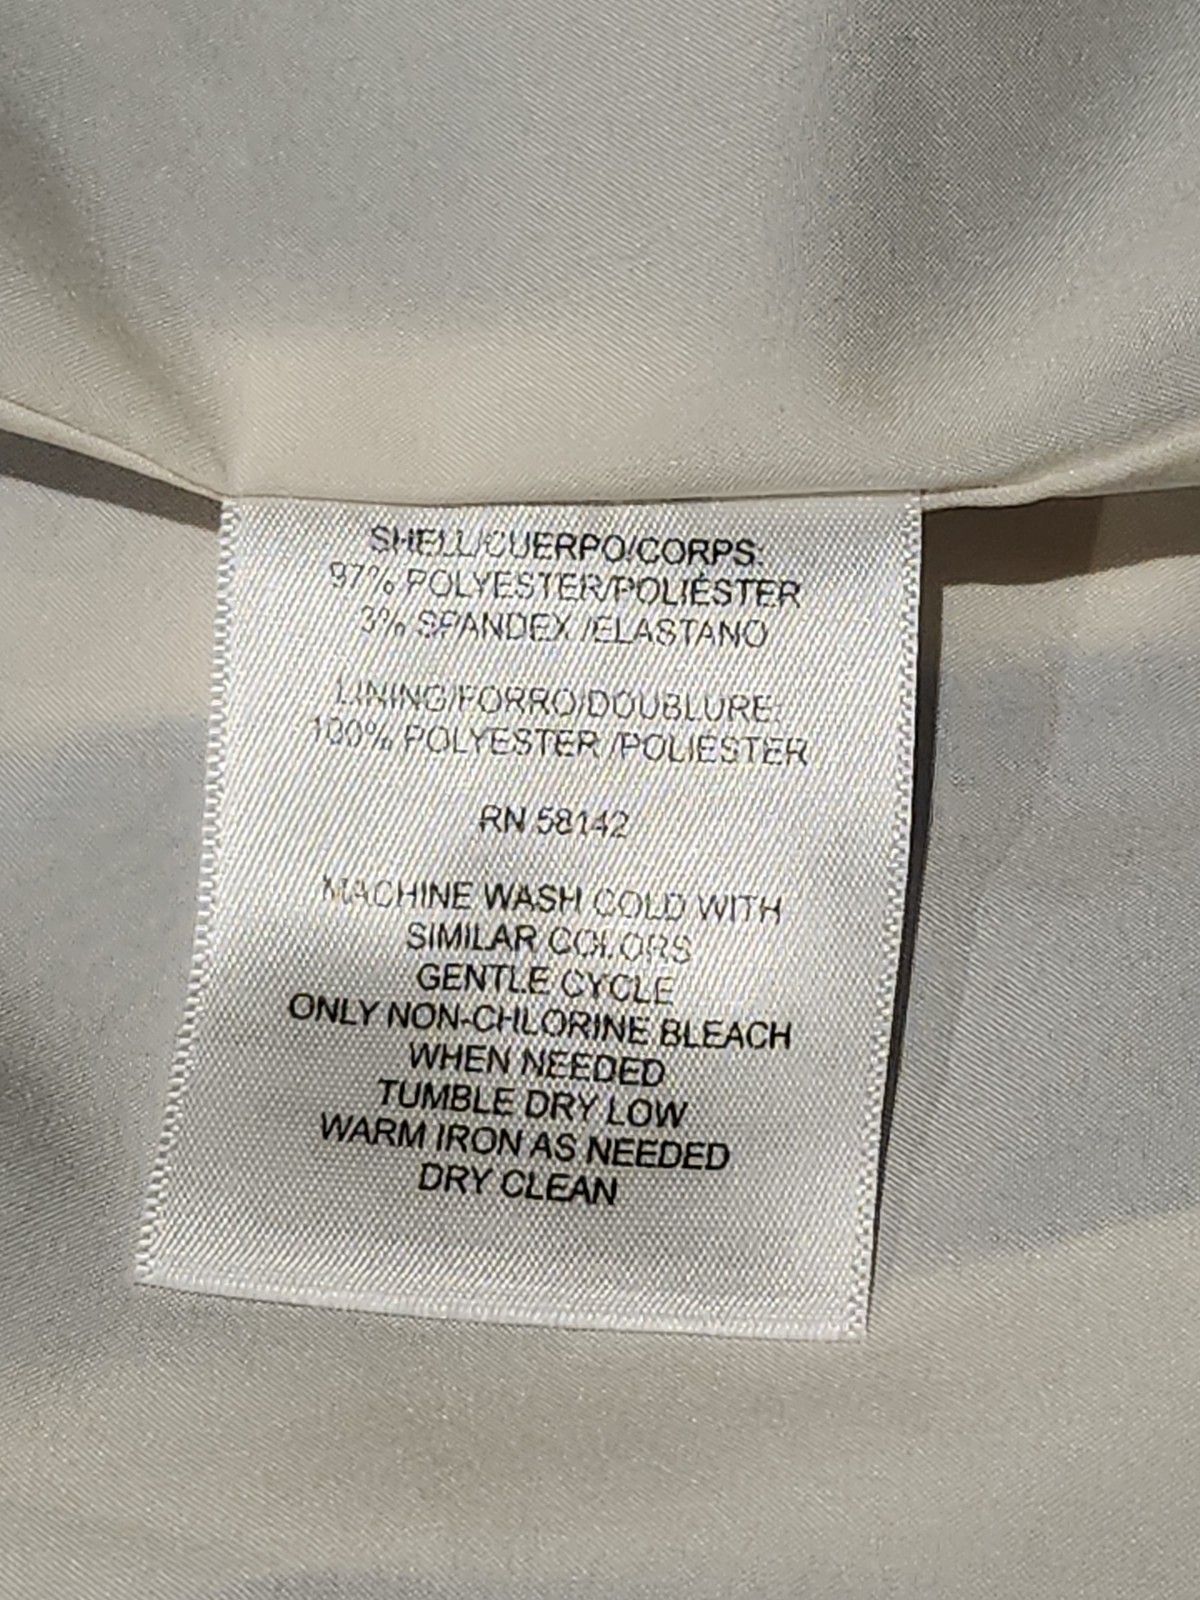 SHELL/CUERPO/CORPS:
97% POLYESTER/POLIÉSTER
3% SPANDEX /ELASTANO
LINING/FORRO/DOUBLURE:
100% POLYESTER /POLIESTER
RN 58142
MACHINE WASH COLD WITH
SIMILAR COLORS
GENTLE CYCLE
ONLY NON-CHLORINE BLEACH
WHEN NEEDED
TUMBLE DRY LOW
WARM IRON AS NEEDED
DRY CLEAN